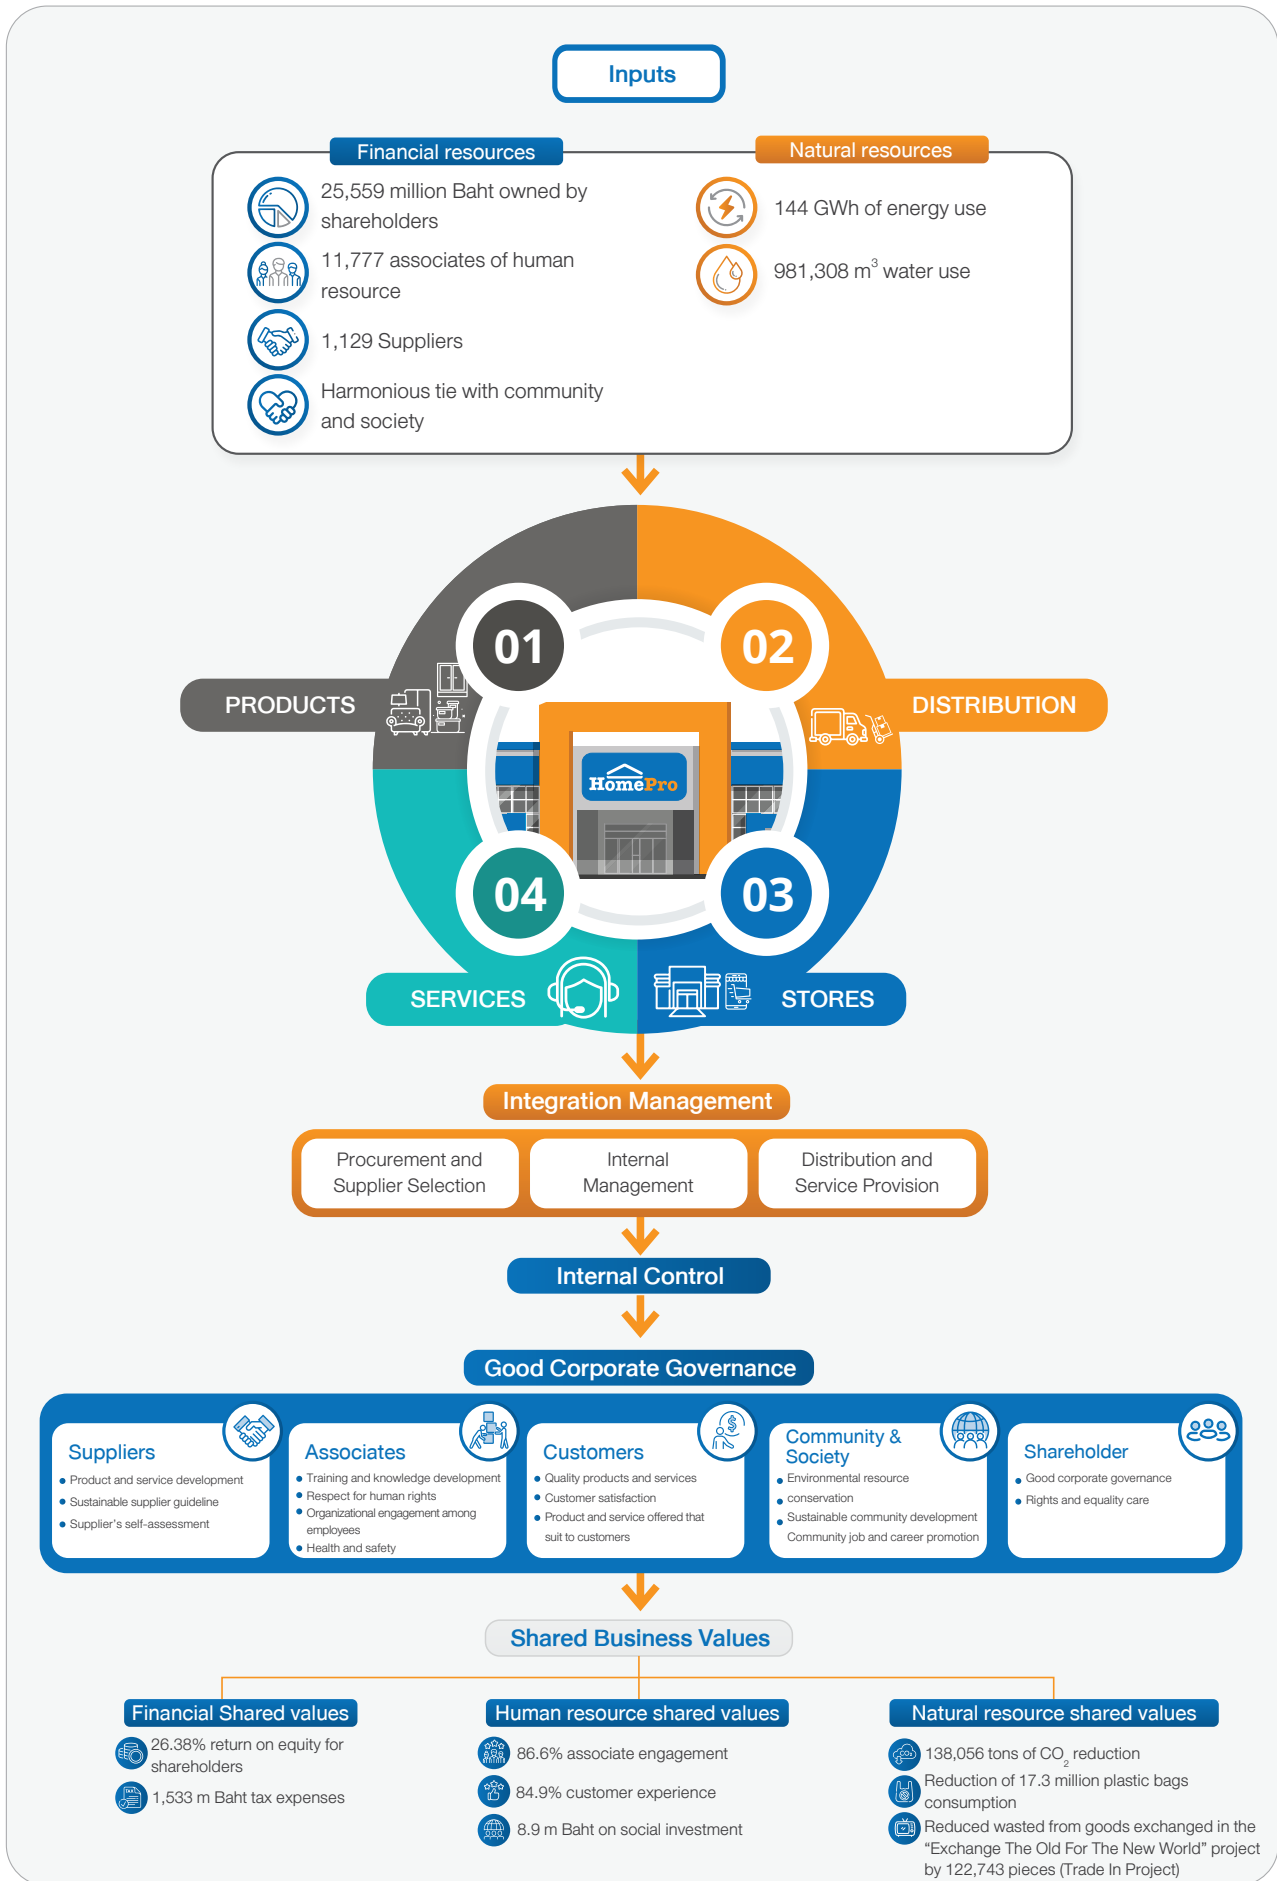 Inputs
Financial resources
25,559 million Baht owned by
shareholders
11,777 associates of human
resource
1,129 Suppliers
Harmonious tie with community
and society
Natural resources
144 GWh of energy use
981,308 m³ water use
01
02
PRODUCTS
DISTRIBUTION
HomePro
04
03
SERVICES
STORES
Integration Management
Procurement and
Supplier Selection
Internal
Management
Distribution and
Service Provision
Internal Control
Good Corporate Governance
Suppliers
• Product and service development
• Sustainable supplier guideline
• Supplier's self-assessment
Associates
• Training and knowledge development
• Respect for human rights
• Organizational engagement among
employees
• Health and safety
Customers
• Quality products and services
• Customer satisfaction
• Product and service offered that
suit to customers
Community &
Society
• Environmental resource
• conservation
• Sustainable community development
Community job and career promotion
Shareholder
• Good corporate governance
• Rights and equality care
Shared Business Values
Financial Shared values
26.38% return on equity for
shareholders
1,533 m Baht tax expenses
Human resource shared values
86.6% associate engagement
84.9% customer experience
8.9 m Baht on social investment
Natural resource shared values
138,056 tons of CO₂ reduction
Reduction of 17.3 million plastic bags
consumption
Reduced wasted from goods exchanged in the
"Exchange The Old For The New World" project
by 122,743 pieces (Trade In Project)